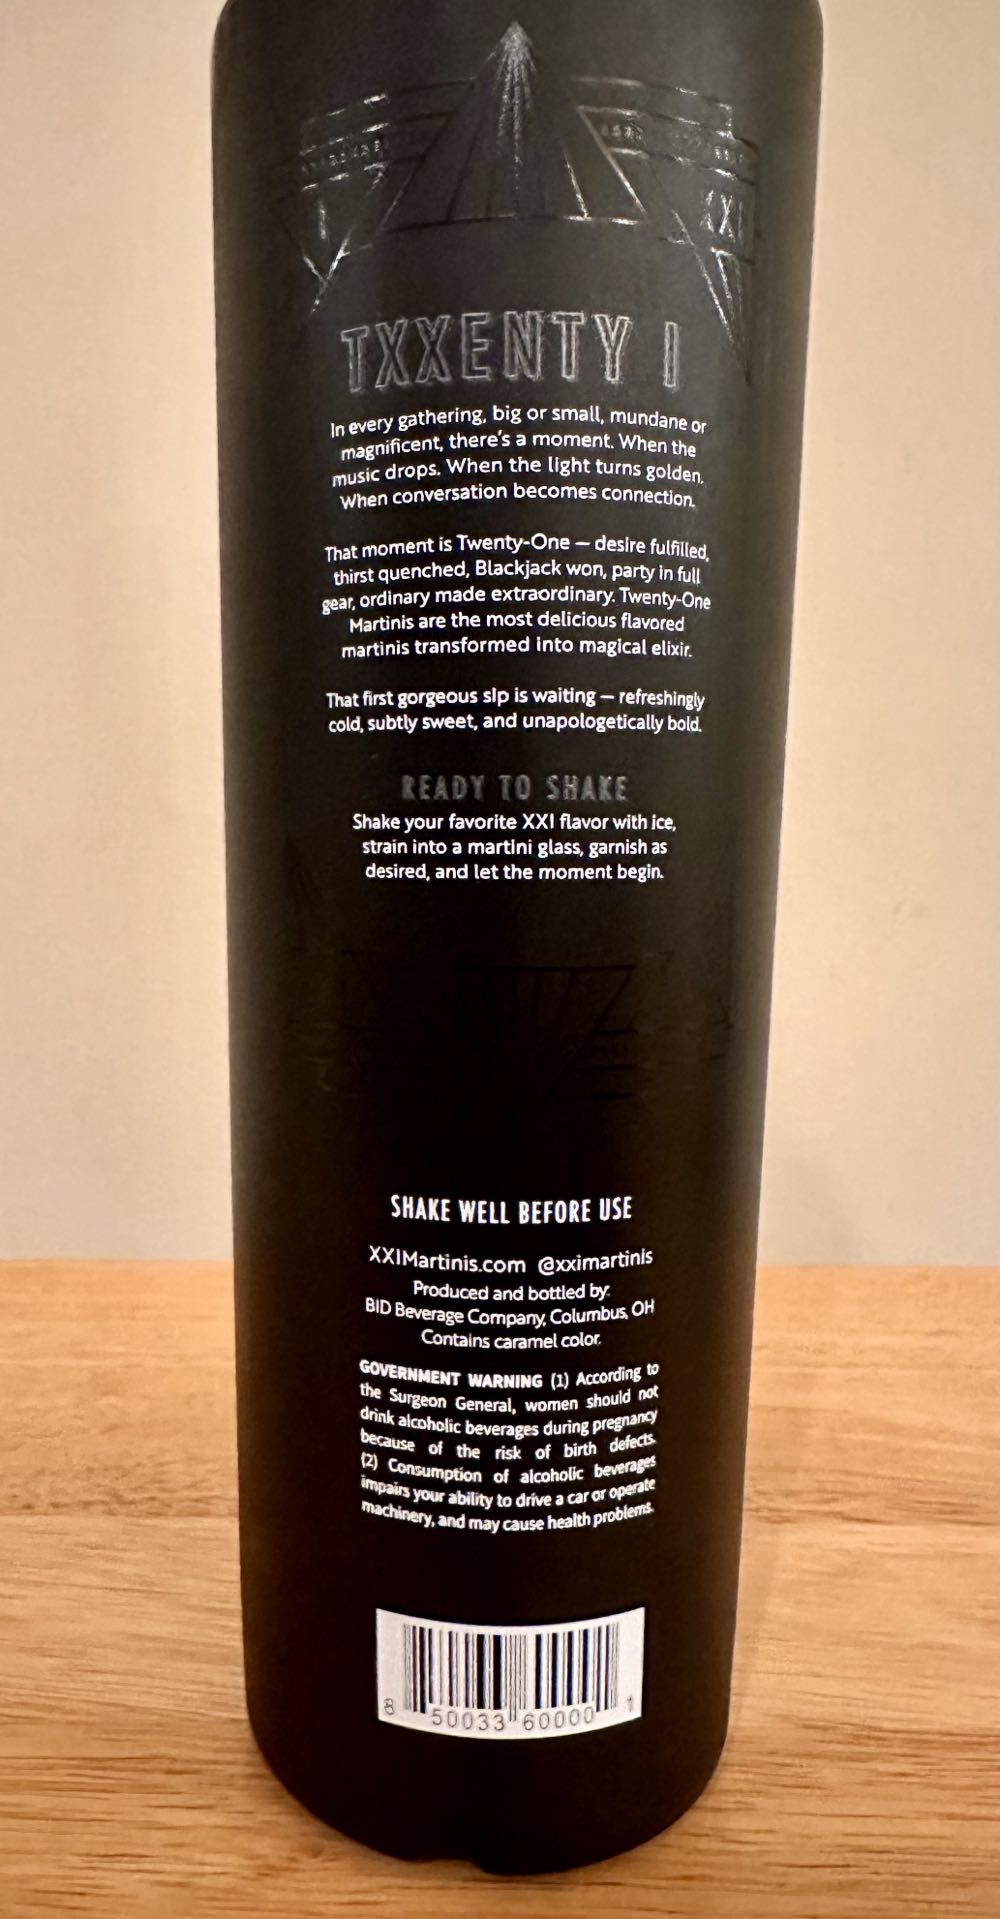 XXI
TXXENTY I
In every gathering, big or small, mundane or
magnificent, there's a moment. When the
music drops. When the light turns golden.
When conversation becomes connection.
That moment is Twenty-One — desire fulfilled,
thirst quenched, Blackjack won, party in full
gear, ordinary made extraordinary. Twenty-One
Martinis are the most delicious flavored
martinis transformed into magical elixir.
That first gorgeous sip is waiting — refreshingly
cold, subtly sweet, and unapologetically bold.
READY TO SHAKE
Shake your favorite XXI flavor with ice,
strain into a martini glass, garnish as
desired, and let the moment begin.
SHAKE WELL BEFORE USE
XXIMartinis.com @xximartinis
Produced and bottled by:
BID Beverage Company, Columbus, OH
Contains caramel color.
GOVERNMENT WARNING (1) According to
the Surgeon General, women should not
drink alcoholic beverages during pregnancy
because of the risk of birth defects.
(2) Consumption of alcoholic beverages
impairs your ability to drive a car or operate
machinery, and may cause health problems.
8 50033 60000 1